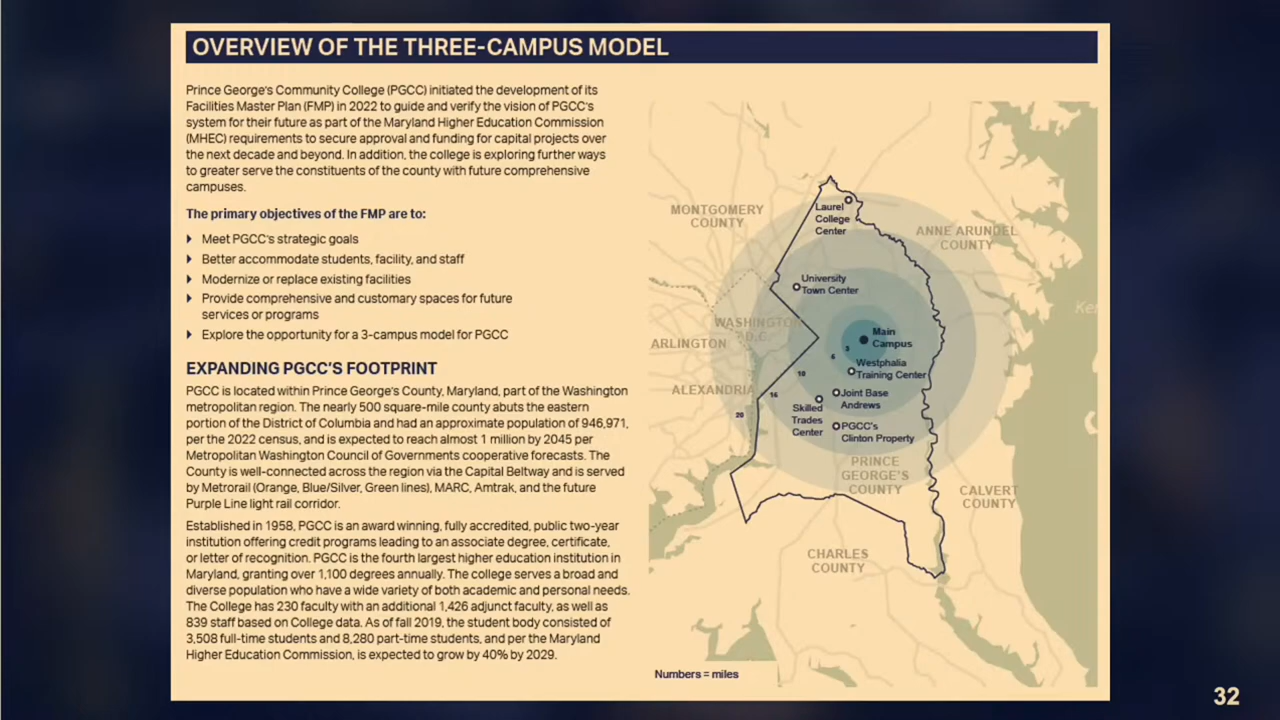 OVERVIEW OF THE THREE-CAMPUS MODEL
Prince George's Community College (PGCC) initiated the development of its
Facilities Master Plan (FMP) in 2022 to guide and verify the vision of PGCC's
system for their future as part of the Maryland Higher Education Commission
(MHEC) requirements to secure approval and funding for capital projects over
the next decade and beyond. In addition, the college is exploring further ways
to greater serve the constituents of the county with future comprehensive
campuses.
The primary objectives of the FMP are to:
Meet PGCC's strategic goals
Better accommodate students, facility, and staff
Modernize or replace existing facilities
Provide comprehensive and customary spaces for future
services or programs
Explore the opportunity for a 3-campus model for PGCC
EXPANDING PGCC'S FOOTPRINT
PGCC is located within Prince George's County, Maryland, part of the Washington
metropolitan region. The nearly 500 square-mile county abuts the eastern
portion of the District of Columbia and had an approximate population of 946,971,
per the 2022 census, and is expected to reach almost 1 million by 2045 per
Metropolitan Washington Council of Governments cooperative forecasts. The
County is well-connected across the region via the Capital Beltway and is served
by Metrorail (Orange, Blue/Silver, Green lines), MARC, Amtrak, and the future
Purple Line light rail corridor.
Established in 1958, PGCC is an award winning, fully accredited, public two-year
institution offering credit programs leading to an associate degree, certificate,
or letter of recognition. PGCC is the fourth largest higher education institution in
Maryland, granting over 1,100 degrees annually. The college serves a broad and
diverse population who have a wide variety of both academic and personal needs.
The College has 230 faculty with an additional 1,426 adjunct faculty, as well as
839 staff based on College data. As of fall 2019, the student body consisted of
3,508 full-time students and 8,280 part-time students, and per the Maryland
Higher Education Commission, is expected to grow by 40% by 2029.
MONTGOMERY
COUNTY
Laurel
College
Center
ANNE ARUNDEL
COUNTY
University
Town Center
Ke
WASHINGTON
D.C.
ARLINGTON
Main
Campus
3
6
Westphalia
Training Center
10
ALEXANDRIA
16
Joint Base
Andrews
20
Skilled
Trades
Center
PGCC's
Clinton Property
PRINCE
GEORGE'S
COUNTY
CALVERT
COUNTY
CHARLES
COUNTY
Numbers = miles
32